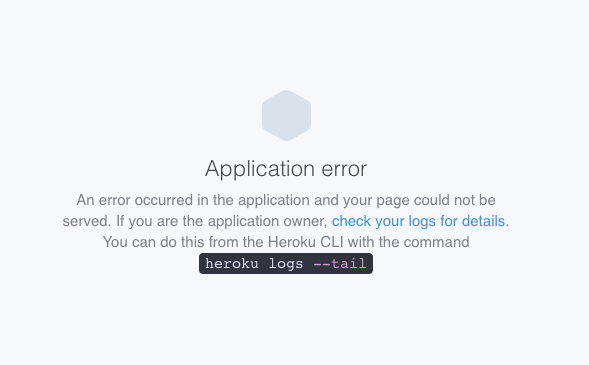 Application error
An error occurred in the application and your page could not be
served. If you are the application owner, check your logs for details.
You can do this from the Heroku CLI with the command
heroku logs --tail